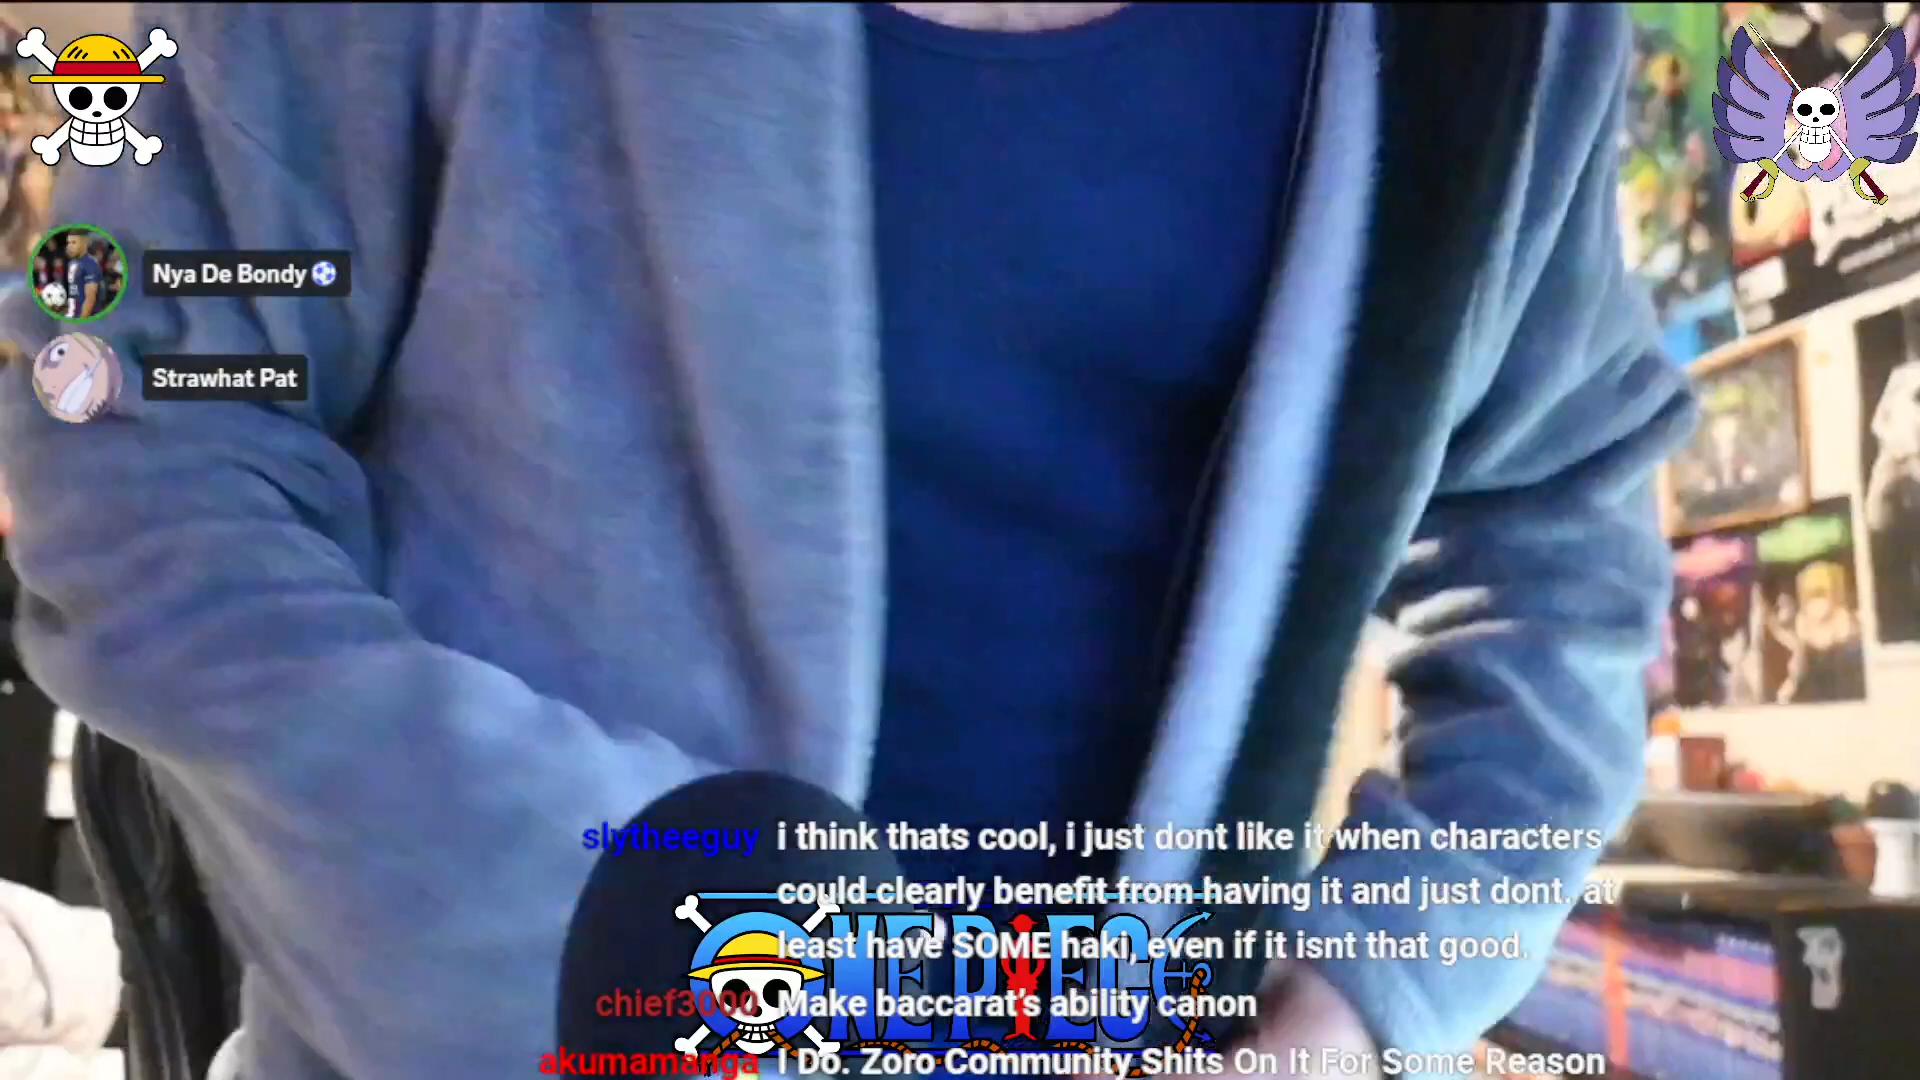 Nya De Bondy
Strawhat Pat
slytheeguy i think thats cool, i just dont like it when characters
could clearly benefit from having it and just dont. at
least have SOME haki, even if it isnt that good.
ONE PIECE
chief3000 Make baccarat's ability canon
akumamanga I Do. Zoro Community Shits On It For Some Reason